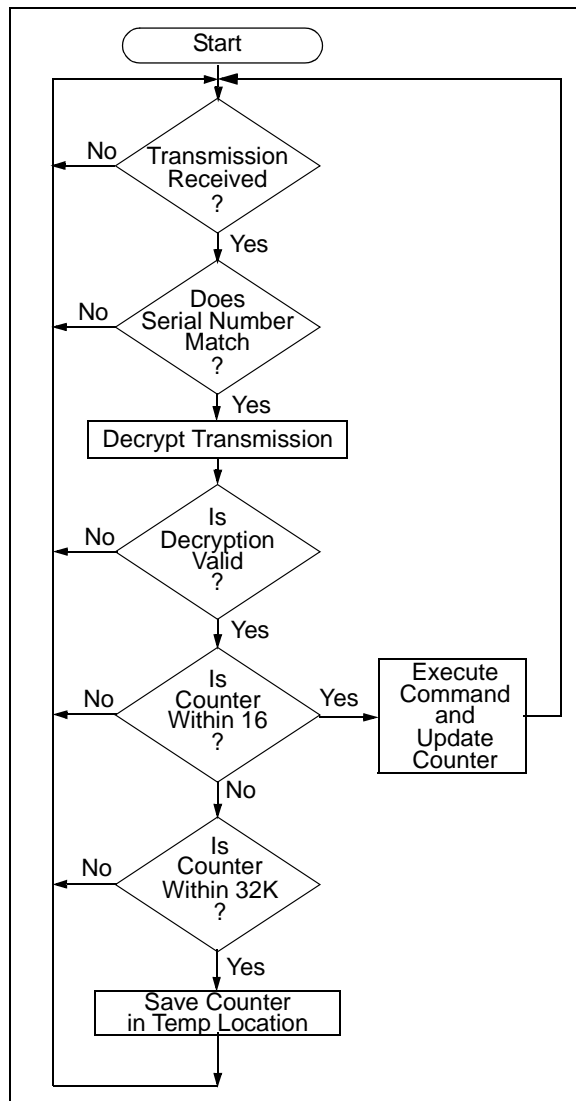 Start
No
Transmission
Received
?
Yes
No
Does
Serial Number
Match
?
Yes
Decrypt Transmission
No
Is
Decryption
Valid
?
Yes
No
Is
Counter
Within 16
?
Yes
Execute
Command
and
Update
Counter
No
No
Is
Counter
Within 32K
?
Yes
Save Counter
in Temp Location